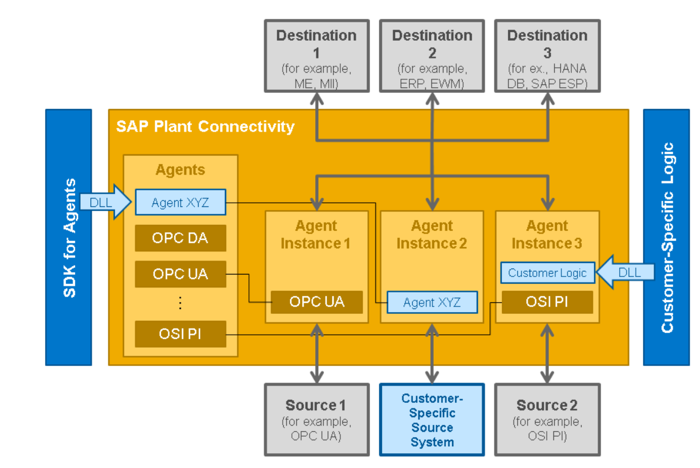 Destination
1
(for example,
ME, MII)
Destination
2
(for example,
ERP, EWM)
Destination
3
(for ex., HANA
DB, SAP ESP)
SAP Plant Connectivity
SDK for Agents
DLL
Agents
Agent XYZ
OPC DA
OPC UA
⋮
OSI PI
Agent
Instance 1
OPC UA
Agent
Instance 2
Agent XYZ
Agent
Instance 3
Customer Logic
OSI PI
DLL
Customer-Specific Logic
Source 1
(for example,
OPC UA)
Customer-
Specific
Source
System
Source 2
(for example,
OSI PI)